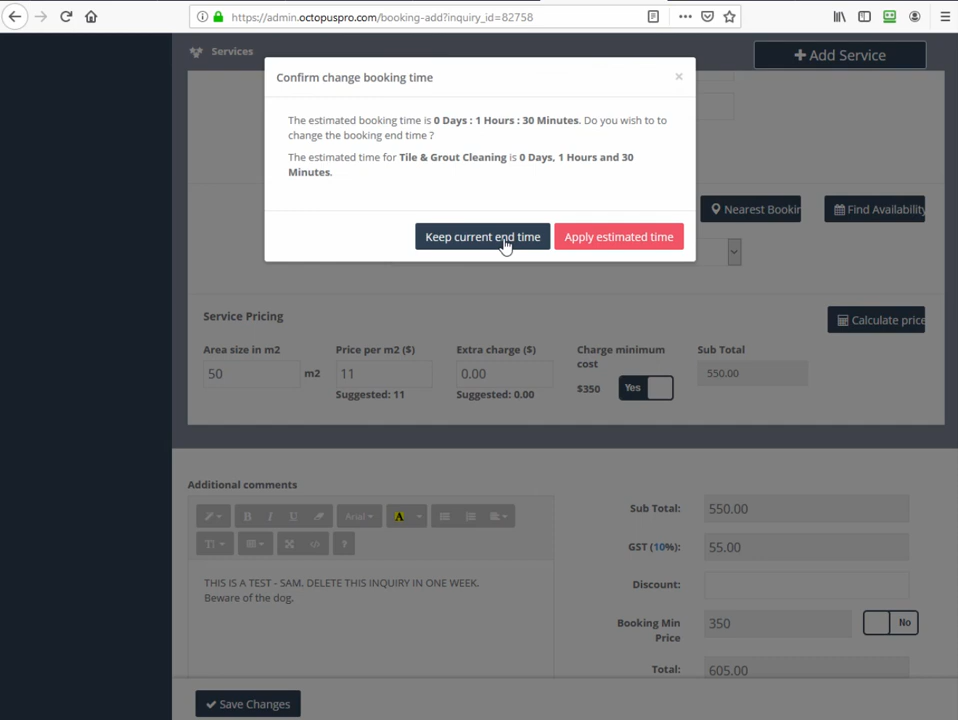 https://admin.octopuspro.com/booking-add?inquiry_id=82758
Services
+ Add Service
Confirm change booking time
×
The estimated booking time is 0 Days : 1 Hours : 30 Minutes. Do you wish to to
change the booking end time ?
The estimated time for Tile & Grout Cleaning is 0 Days, 1 Hours and 30
Minutes.
Keep current end time
Apply estimated time
Nearest Bookin
Find Availability
Service Pricing
Calculate price
Area size in m2
Price per m2 ($)
Extra charge ($)
Charge minimum
cost
Sub Total
50
m2
11
0.00
$350
Yes
550.00
Suggested: 11
Suggested: 0.00
Additional comments
B
I
U
Arial
A
T
?
THIS IS A TEST - SAM. DELETE THIS INQUIRY IN ONE WEEK.
Beware of the dog.
Sub Total:
550.00
GST (10%):
55.00
Discount:
Booking Min
Price
350
No
Total:
605.00
Save Changes